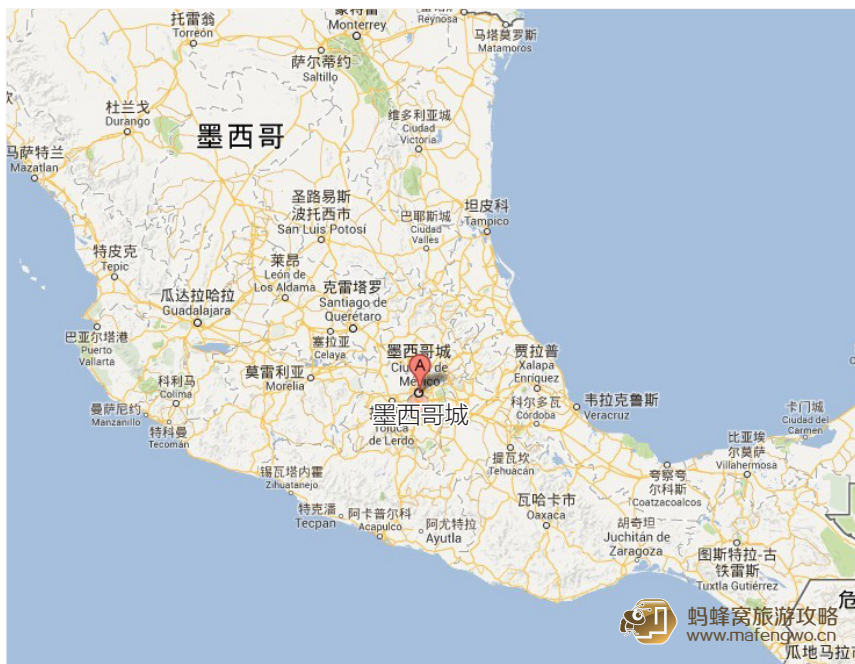 托雷翁
Torreón
蒙特雷
Monterrey
Reynosa
马塔莫罗斯
Matamoros
萨尔蒂约
Saltillo
杜兰戈
Durango
墨西哥
维多利亚城
Ciudad
Victoria
马萨特兰
Mazatlan
圣路易斯
波托西市
San Luis Potosí
巴耶斯城
Ciudad
Valles
坦皮科
Tampico
特皮克
Tepic
莱昂
León de
Los Aldama
瓜达拉哈拉
Guadalajara
克雷塔罗
Santiago de
Querétaro
巴亚尔塔港
Puerto
Vallarta
塞拉亚
Celaya
墨西哥城
Ciudad de
Mexico
A
贾拉普
Xalapa
Enríquez
莫雷利亚
Morelia
科利马
Colima
曼萨尼约
Manzanillo
特科曼
Tecomán
墨西哥城
Toluca
de Lerdo
科尔多瓦
Córdoba
韦拉克鲁斯
Veracruz
卡门城
Ciudad del
Carmen
提瓦坎
Tehuacán
比亚埃
尔莫萨
Villahermosa
夸察夸
尔科斯
Coatzacoalcos
锡瓦塔内霍
Zihuatanejo
特克潘
Tecpan
阿卡普尔科
Acapulco
阿尤特拉
Ayutla
瓦哈卡市
Oaxaca
胡奇坦
Juchitán de
Zaragoza
图斯特拉-古
铁雷斯
Tuxtla Gutiérrez
危
瓜地马拉市
蚂蜂窝旅游攻略
www.mafengwo.cn